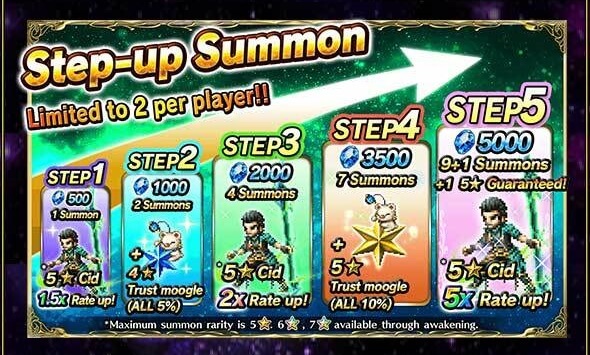 Step-up Summon
Limited to 2 per player!!
STEP1
500
1 Summon
*5★ Cid
1.5x Rate up!
STEP2
1000
2 Summons
+
4★
Trust moogle
(ALL 5%)
STEP3
2000
4 Summons
*5★ Cid
2x Rate up!
STEP4
3500
7 Summons
+
5★
Trust moogle
(ALL 10%)
STEP5
5000
9+1 Summons
+1 5★ Guaranteed!
*5★ Cid
5x Rate up!
*Maximum summon rarity is 5★. 6★, 7★ available through awakening.